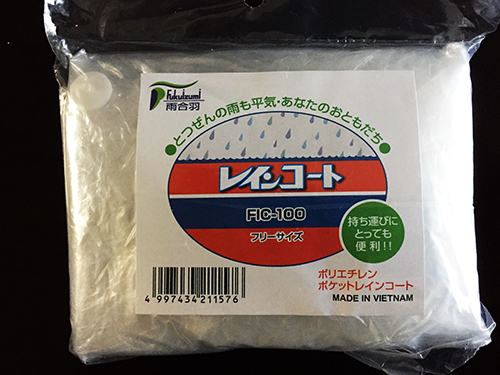 Fukuizumi
雨合羽
●とつぜんの雨も平気・あなたのおともだち●
レインコート
FIC-100
フリーサイズ
持ち運びに
とっても
便利!!
ポリエチレン
ポケットレインコート
MADE IN VIETNAM
4 997434 211576